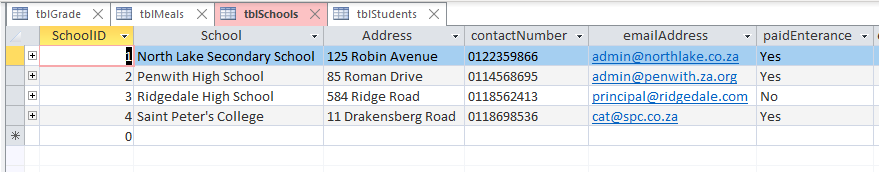 tblGrade tblMeals tblSchools tblStudents
SchoolID School Address contactNumber emailAddress paidEnterance
1 North Lake Secondary School 125 Robin Avenue 0122359866 admin@northlake.co.za Yes
2 Penwith High School 85 Roman Drive 0114568695 admin@penwith.za.org Yes
3 Ridgedale High School 584 Ridge Road 0118562413 principal@ridgedale.com No
4 Saint Peter's College 11 Drakensberg Road 0118698536 cat@spc.co.za Yes
0